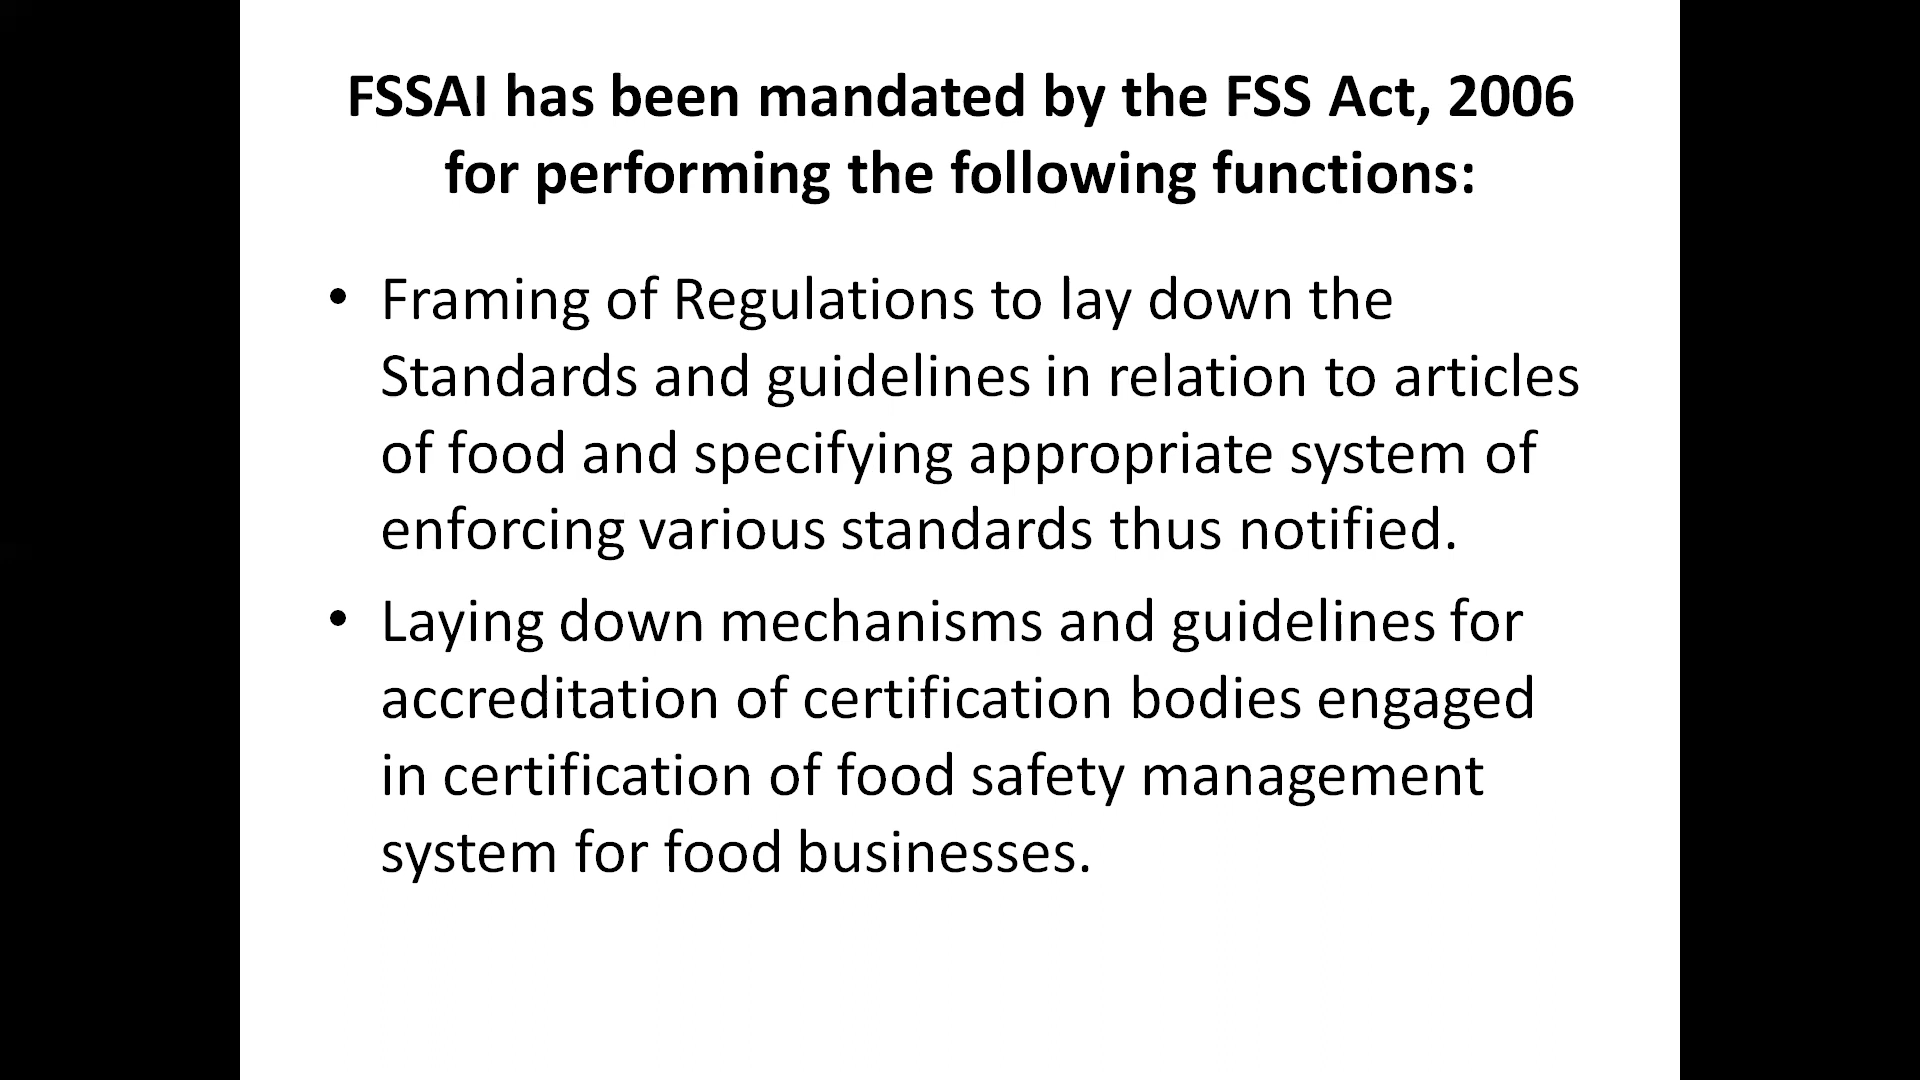 FSSAI has been mandated by the FSS Act, 2006
for performing the following functions:
• Framing of Regulations to lay down the
Standards and guidelines in relation to articles
of food and specifying appropriate system of
enforcing various standards thus notified.
• Laying down mechanisms and guidelines for
accreditation of certification bodies engaged
in certification of food safety management
system for food businesses.